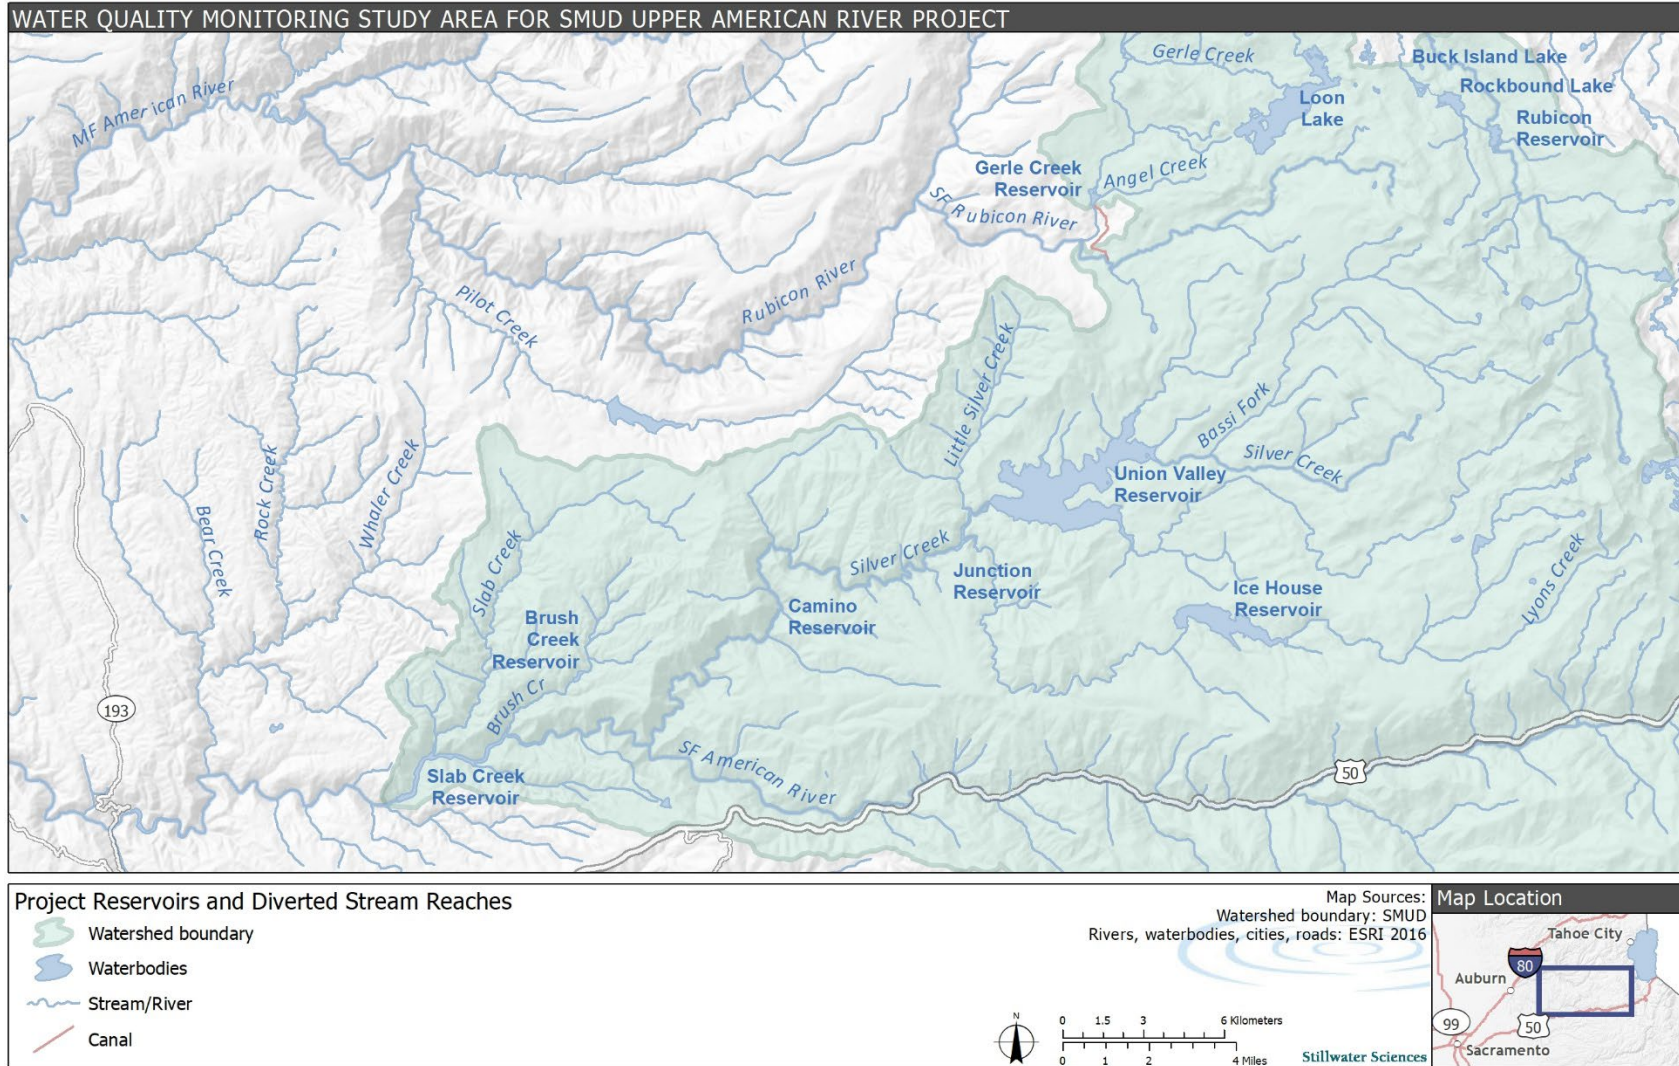 WATER QUALITY MONITORING STUDY AREA FOR SMUD UPPER AMERICAN RIVER PROJECT
Gerle Creek
Buck Island Lake
Rockbound Lake
MF American River
Loon
Lake
Rubicon
Reservoir
Gerle Creek
Reservoir
Angel Creek
SF Rubicon River
Rubicon River
Pilot Creek
Little Silver Creek
Bassi Fork
Silver Creek
Union Valley
Reservoir
Rock Creek
Whaler Creek
Bear Creek
Slab Creek
Silver Creek
Junction
Reservoir
Ice House
Reservoir
Lyons Creek
Camino
Reservoir
Brush
Creek
Reservoir
Brush Cr
193
SF American River
50
Slab Creek
Reservoir
Project Reservoirs and Diverted Stream Reaches
Watershed boundary
Waterbodies
Stream/River
Canal
Map Sources:
Watershed boundary: SMUD
Rivers, waterbodies, cities, roads: ESRI 2016
N
0 1.5 3 6 Kilometers
0 1 2 4 Miles
Stillwater Sciences
Map Location
Tahoe City
80
Auburn
99
50
Sacramento